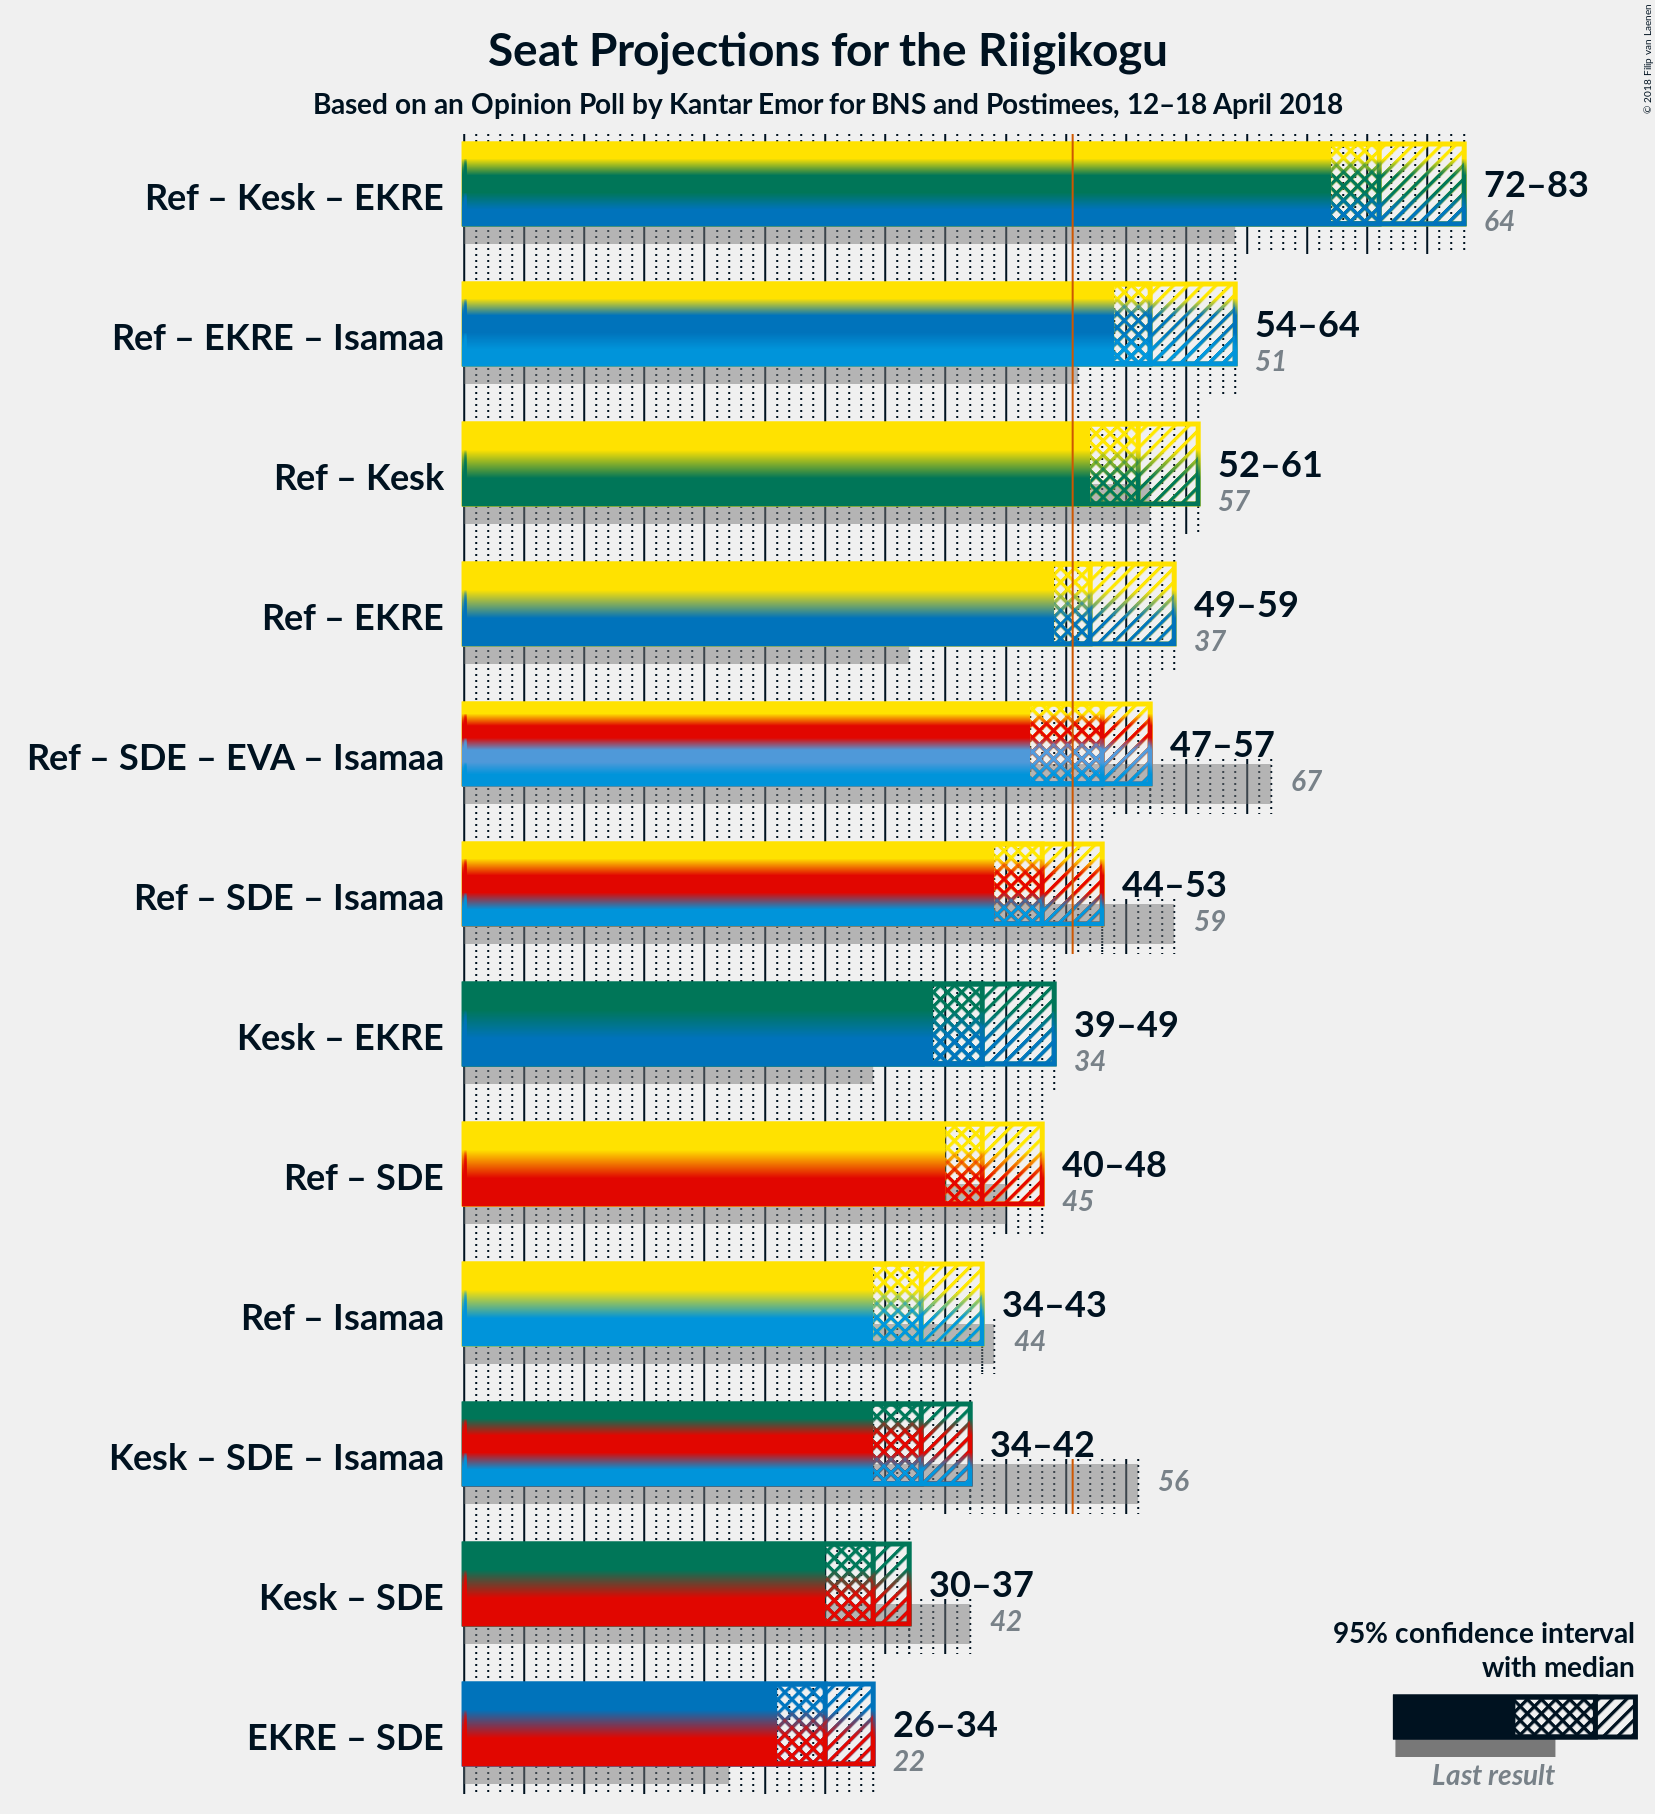 Seat Projections for the Riigikogu
Based on an Opinion Poll by Kantar Emor for BNS and Postimees, 12–18 April 2018
© 2018 Filip van Laenen
Ref – Kesk – EKRE
72–83
64
Ref – EKRE – Isamaa
54–64
51
Ref – Kesk
52–61
57
Ref – EKRE
49–59
37
Ref – SDE – EVA – Isamaa
47–57
67
Ref – SDE – Isamaa
44–53
59
Kesk – EKRE
39–49
34
Ref – SDE
40–48
45
Ref – Isamaa
34–43
44
Kesk – SDE – Isamaa
34–42
56
Kesk – SDE
30–37
42
EKRE – SDE
26–34
22
95% confidence interval
with median
Last result